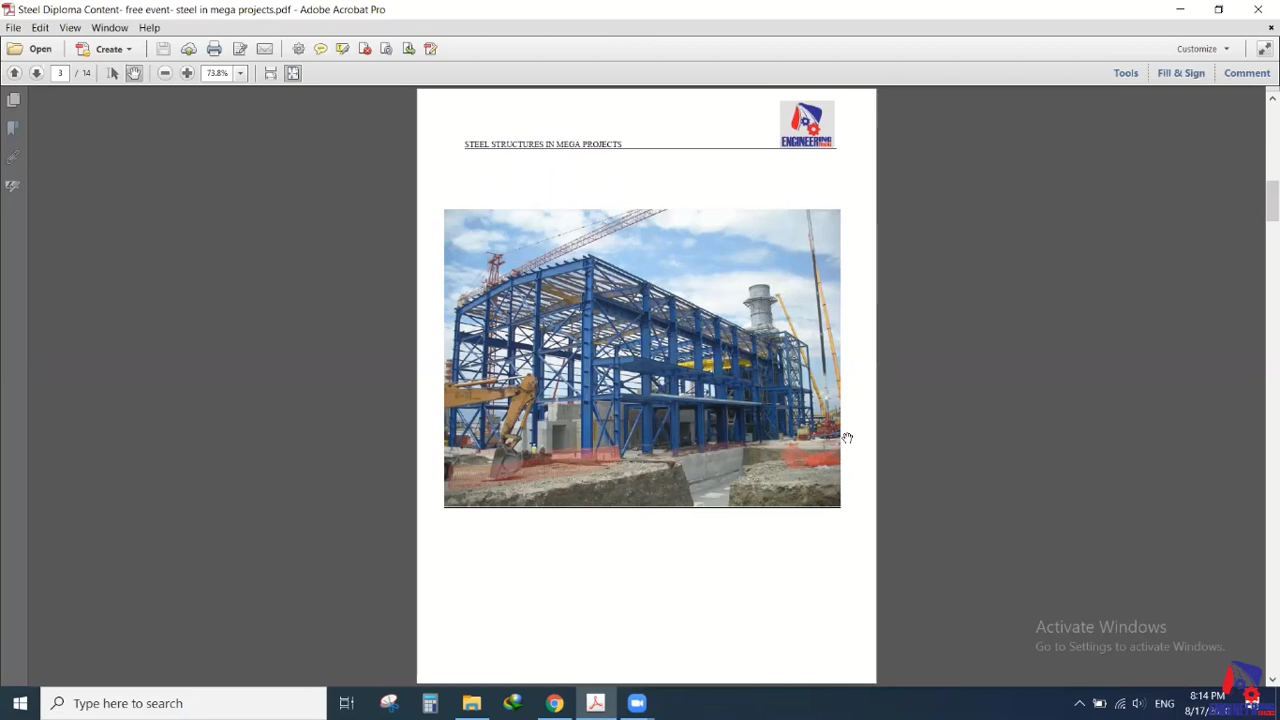 Steel Diploma Content- free event- steel in mega projects.pdf - Adobe Acrobat Pro
File Edit View Window Help
Open Create Customize
3 / 14 73.8% Tools Fill & Sign Comment
ENGINEERING
STEEL STRUCTURES IN MEGA PROJECTS
Activate Windows
Go to Settings to activate Windows.
Type here to search
ENG
8:14 PM